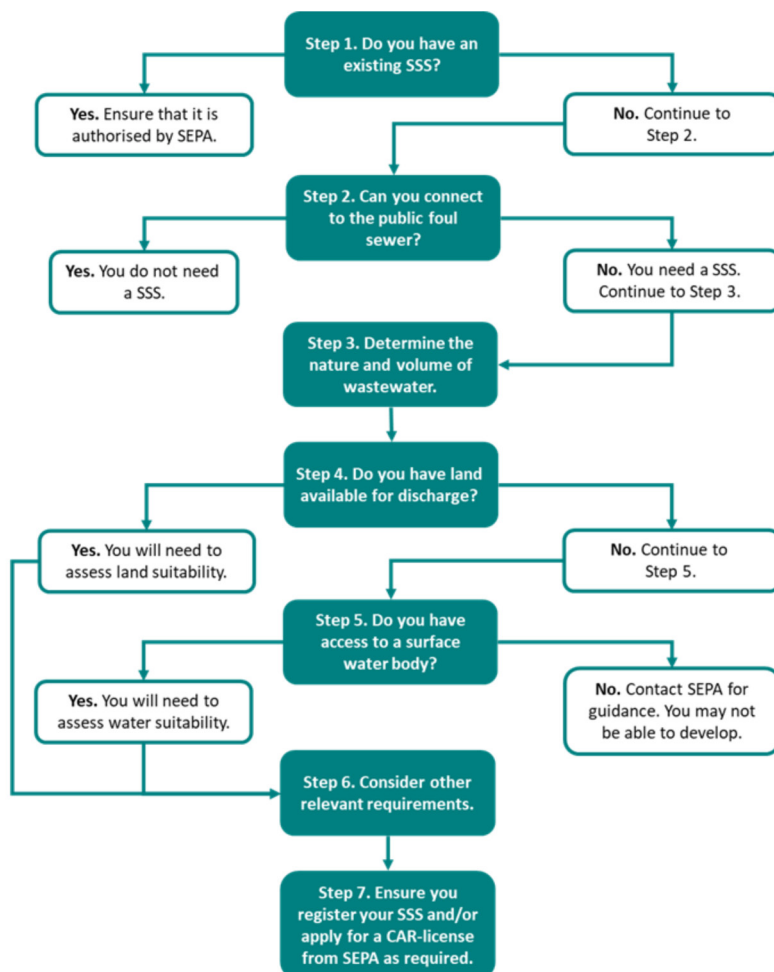 Step 1. Do you have an
existing SSS?
Yes. Ensure that it is
authorised by SEPA.
No. Continue to
Step 2.
Step 2. Can you connect
to the public foul
sewer?
Yes. You do not need
a SSS.
No. You need a SSS.
Continue to Step 3.
Step 3. Determine the
nature and volume of
wastewater.
Step 4. Do you have land
available for discharge?
Yes. You will need to
assess land suitability.
No. Continue to
Step 5.
Step 5. Do you have
access to a surface
water body?
Yes. You will need to
assess water suitability.
No. Contact SEPA for
guidance. You may not
be able to develop.
Step 6. Consider other
relevant requirements.
Step 7. Ensure you
register your SSS and/or
apply for a CAR-license
from SEPA as required.